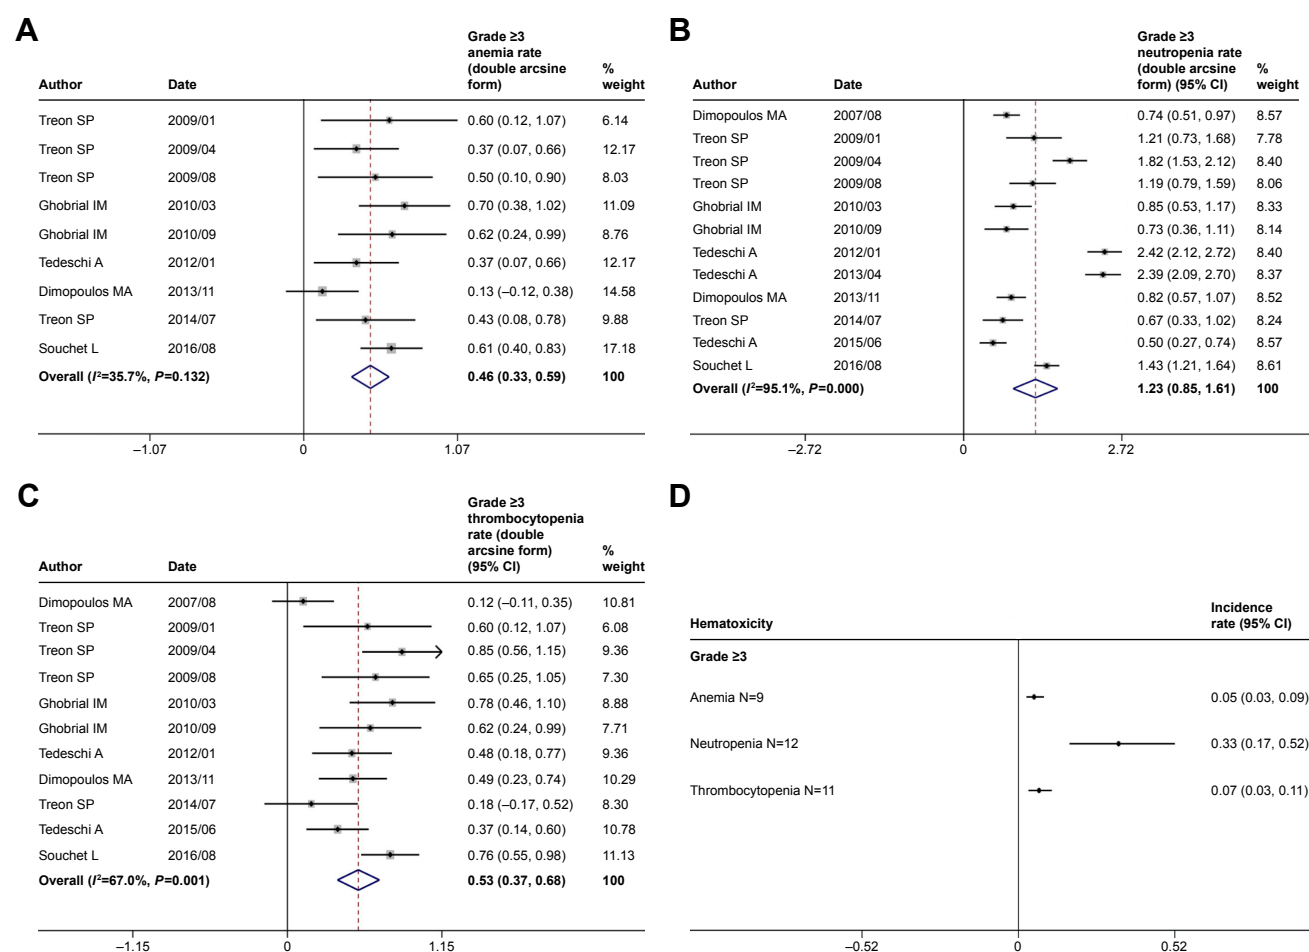 A
Grade ≥3
anemia rate
(double arcsine
form)
%
weight
Author Date
Treon SP 2009/01 0.60 (0.12, 1.07) 6.14
Treon SP 2009/04 0.37 (0.07, 0.66) 12.17
Treon SP 2009/08 0.50 (0.10, 0.90) 8.03
Ghobrial IM 2010/03 0.70 (0.38, 1.02) 11.09
Ghobrial IM 2010/09 0.62 (0.24, 0.99) 8.76
Tedeschi A 2012/01 0.37 (0.07, 0.66) 12.17
Dimopoulos MA 2013/11 0.13 (–0.12, 0.38) 14.58
Treon SP 2014/07 0.43 (0.08, 0.78) 9.88
Souchet L 2016/08 0.61 (0.40, 0.83) 17.18
Overall (I²=35.7%, P=0.132) 0.46 (0.33, 0.59) 100
–1.07 0 1.07
B
Grade ≥3
neutropenia rate
(double arcsine
form) (95% CI)
%
weight
Author Date
Dimopoulos MA 2007/08 0.74 (0.51, 0.97) 8.57
Treon SP 2009/01 1.21 (0.73, 1.68) 7.78
Treon SP 2009/04 1.82 (1.53, 2.12) 8.40
Treon SP 2009/08 1.19 (0.79, 1.59) 8.06
Ghobrial IM 2010/03 0.85 (0.53, 1.17) 8.33
Ghobrial IM 2010/09 0.73 (0.36, 1.11) 8.14
Tedeschi A 2012/01 2.42 (2.12, 2.72) 8.40
Tedeschi A 2013/04 2.39 (2.09, 2.70) 8.37
Dimopoulos MA 2013/11 0.82 (0.57, 1.07) 8.52
Treon SP 2014/07 0.67 (0.33, 1.02) 8.24
Tedeschi A 2015/06 0.50 (0.27, 0.74) 8.57
Souchet L 2016/08 1.43 (1.21, 1.64) 8.61
Overall (I²=95.1%, P=0.000) 1.23 (0.85, 1.61) 100
–2.72 0 2.72
C
Grade ≥3
thrombocytopenia
rate (double
arcsine form)
(95% CI)
%
weight
Author Date
Dimopoulos MA 2007/08 0.12 (–0.11, 0.35) 10.81
Treon SP 2009/01 0.60 (0.12, 1.07) 6.08
Treon SP 2009/04 0.85 (0.56, 1.15) 9.36
Treon SP 2009/08 0.65 (0.25, 1.05) 7.30
Ghobrial IM 2010/03 0.78 (0.46, 1.10) 8.88
Ghobrial IM 2010/09 0.62 (0.24, 0.99) 7.71
Tedeschi A 2012/01 0.48 (0.18, 0.77) 9.36
Dimopoulos MA 2013/11 0.49 (0.23, 0.74) 10.29
Treon SP 2014/07 0.18 (–0.17, 0.52) 8.30
Tedeschi A 2015/06 0.37 (0.14, 0.60) 10.78
Souchet L 2016/08 0.76 (0.55, 0.98) 11.13
Overall (I²=67.0%, P=0.001) 0.53 (0.37, 0.68) 100
–1.15 0 1.15
D
Incidence
Hematoxicity rate (95% CI)
Grade ≥3
Anemia N=9 0.05 (0.03, 0.09)
Neutropenia N=12 0.33 (0.17, 0.52)
Thrombocytopenia N=11 0.07 (0.03, 0.11)
–0.52 0 0.52